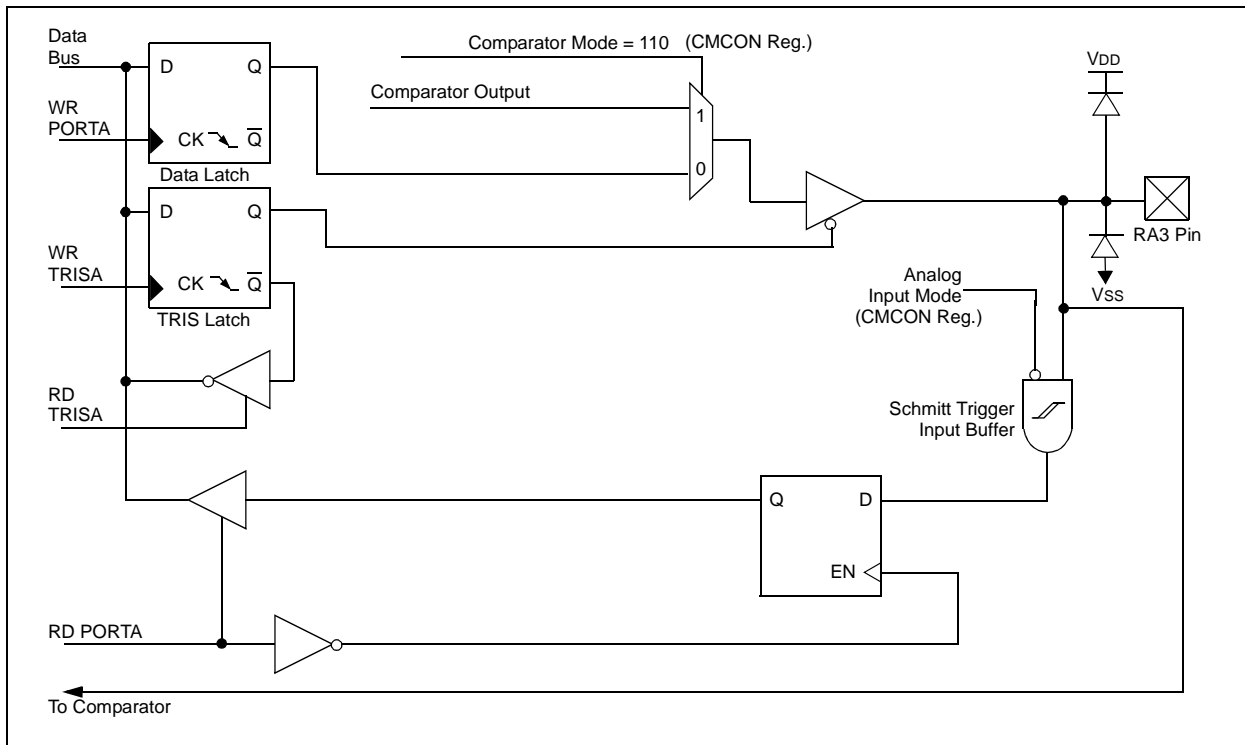 Data
Bus
D Q
WR
PORTA
CK Q
Data Latch
Comparator Mode = 110 (CMCON Reg.)
Comparator Output
1
0
VDD
RA3 Pin
VSS
D Q
WR
TRISA
CK Q
TRIS Latch
Analog
Input Mode
(CMCON Reg.)
RD
TRISA
Schmitt Trigger
Input Buffer
Q D
EN
RD PORTA
To Comparator